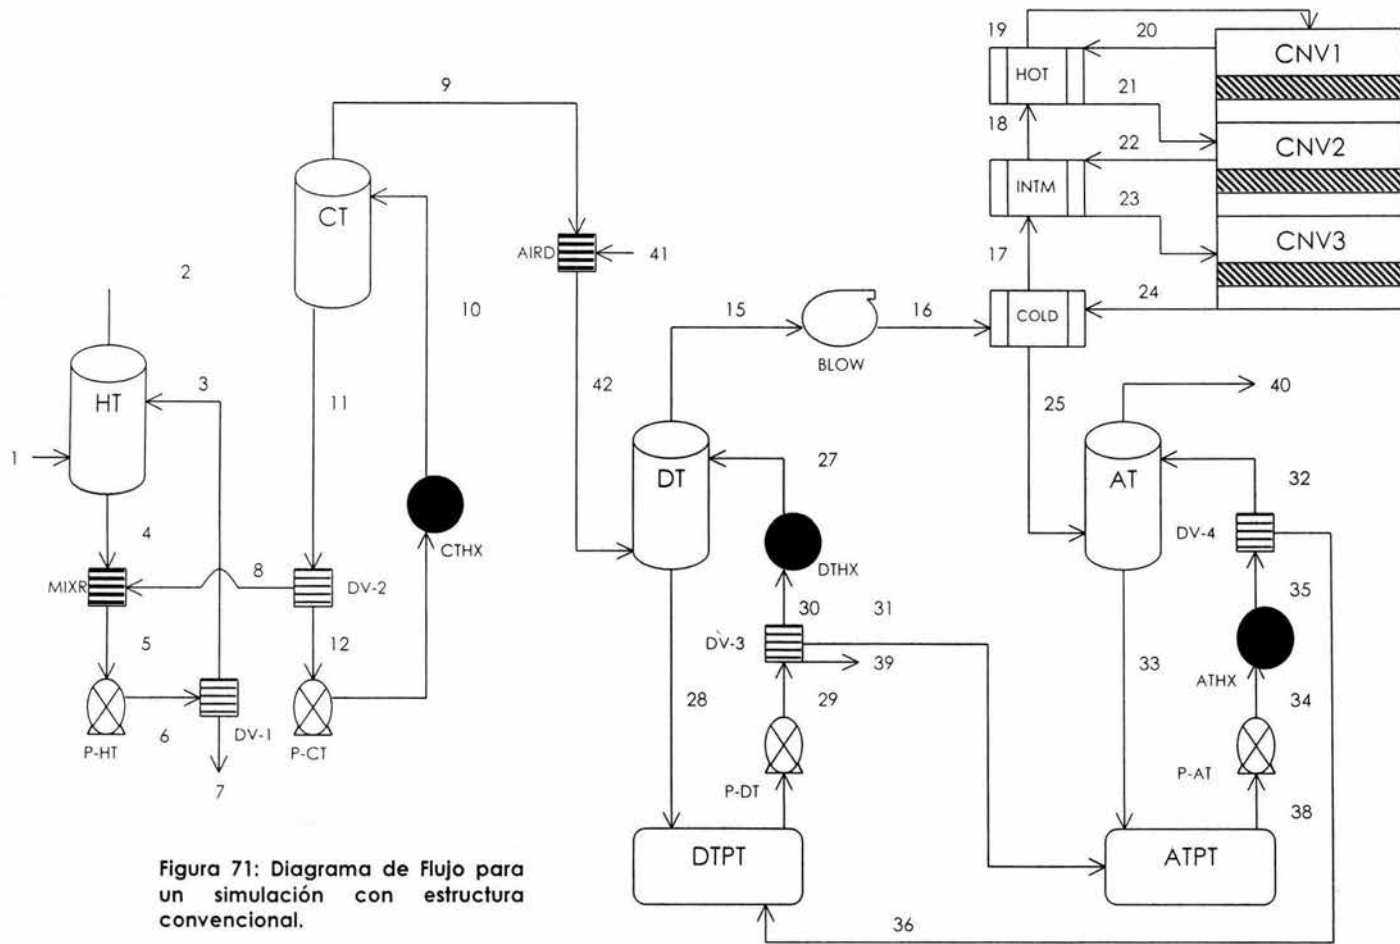 19
20
CNV1
HOT
21
9
18
22
CNV2
INTM
23
CT
17
CNV3
AIRD
41
2
24
10
COLD
15
16
BLOW
42
3
HT
11
25
40
1
27
DT
AT
32
4
CTHX
DV-4
DTHX
8
MIXR
DV-2
35
30
31
5
12
DV-3
39
33
ATHX
28
29
34
6
DV-1
P-HT
P-CT
7
P-DT
P-AT
38
DTPT
ATPT
Figura 71: Diagrama de Flujo para
un simulación con estructura
convencional.
36